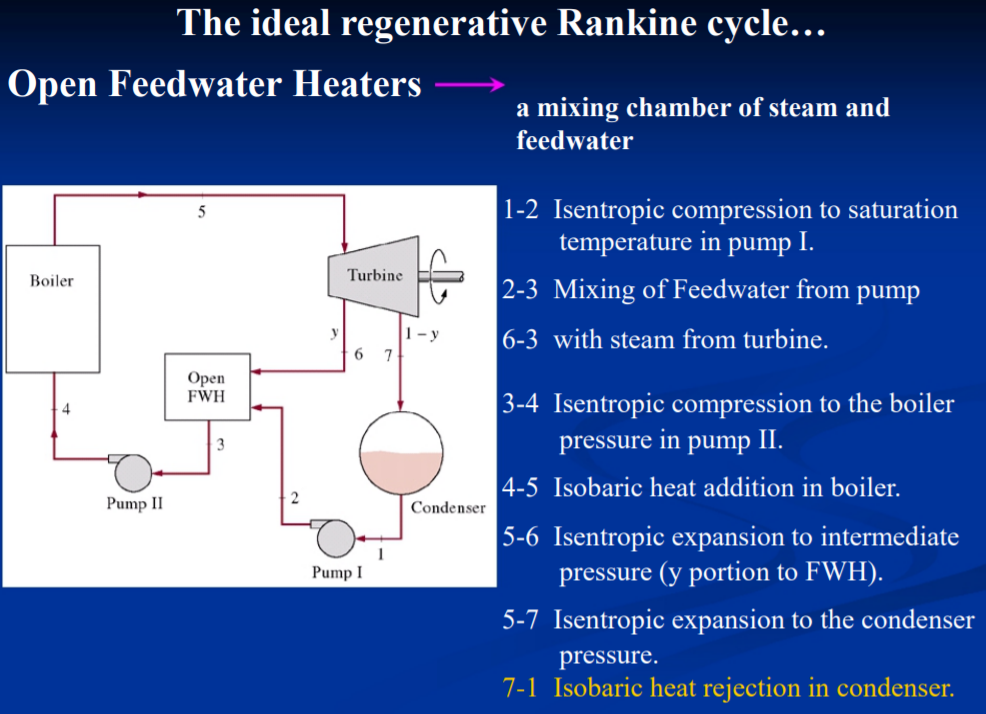 The ideal regenerative Rankine cycle…
Open Feedwater Heaters
a mixing chamber of steam and
feedwater
5
Boiler
Turbine
y
1 – y
6
7
Open
FWH
4
3
2
Pump II
Condenser
1
Pump I
1-2 Isentropic compression to saturation
temperature in pump I.
2-3 Mixing of Feedwater from pump
6-3 with steam from turbine.
3-4 Isentropic compression to the boiler
pressure in pump II.
4-5 Isobaric heat addition in boiler.
5-6 Isentropic expansion to intermediate
pressure (y portion to FWH).
5-7 Isentropic expansion to the condenser
pressure.
7-1 Isobaric heat rejection in condenser.